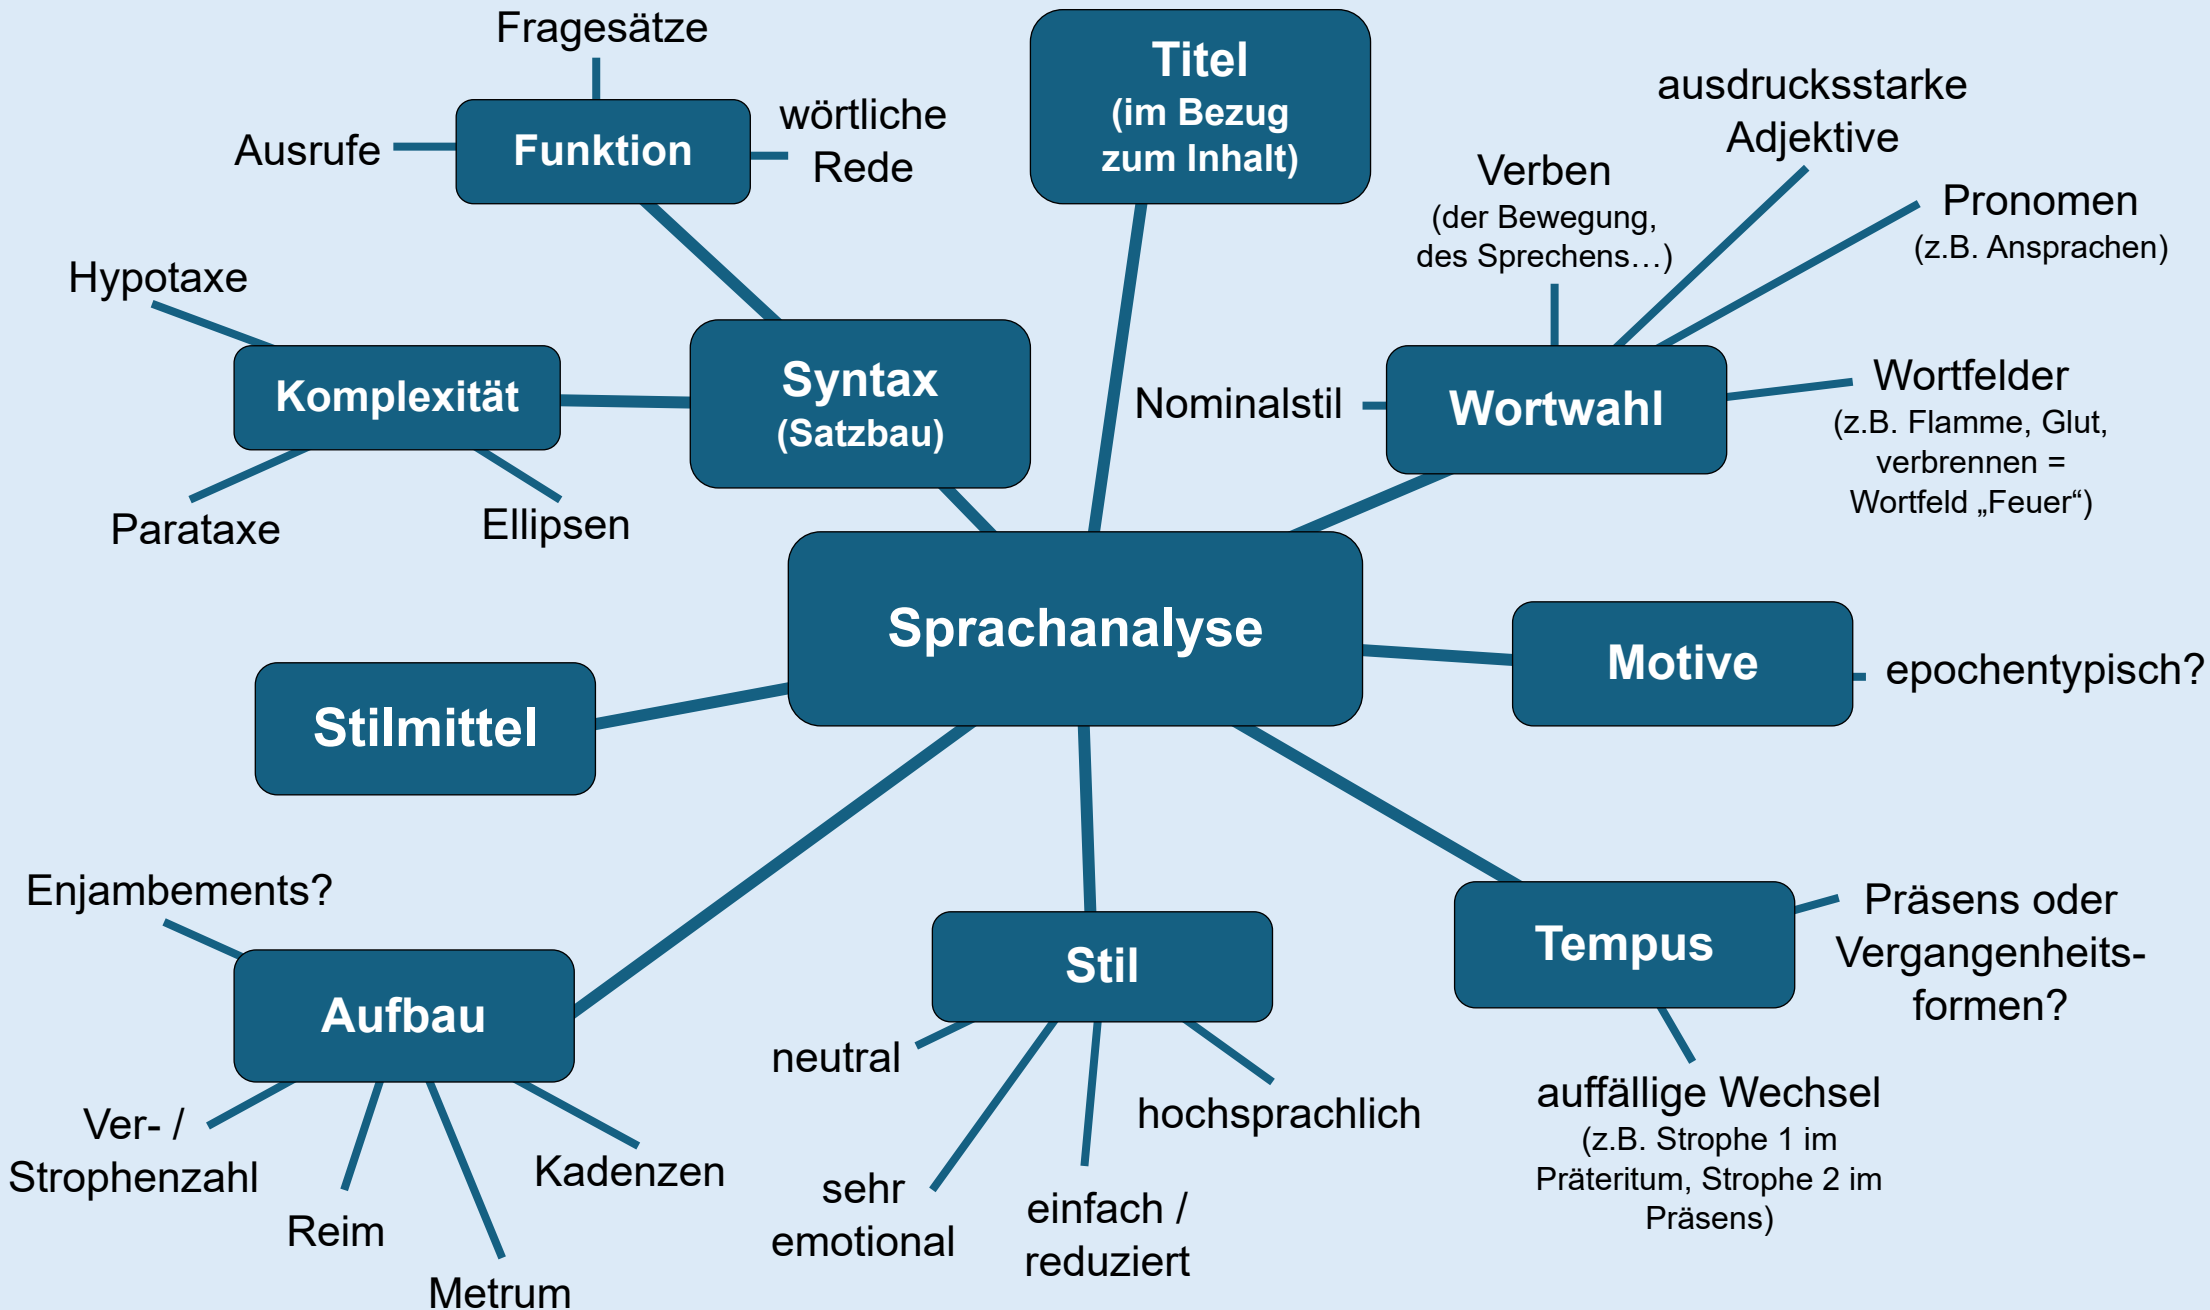 Fragesätze
Ausrufe
Funktion
wörtliche
Rede
Titel
(im Bezug
zum Inhalt)
ausdrucksstarke
Adjektive
Verben
(der Bewegung,
des Sprechens…)
Pronomen
(z.B. Ansprachen)
Hypotaxe
Komplexität
Syntax
(Satzbau)
Parataxe
Ellipsen
Nominalstil
Wortwahl
Wortfelder
(z.B. Flamme, Glut,
verbrennen =
Wortfeld „Feuer“)
Sprachanalyse
Motive
epochentypisch?
Stilmittel
Enjambements?
Aufbau
Ver- /
Strophenzahl
Reim
Metrum
Kadenzen
Stil
neutral
sehr
emotional
einfach /
reduziert
hochsprachlich
Tempus
Präsens oder
Vergangenheits-
formen?
auffällige Wechsel
(z.B. Strophe 1 im
Präteritum, Strophe 2 im
Präsens)